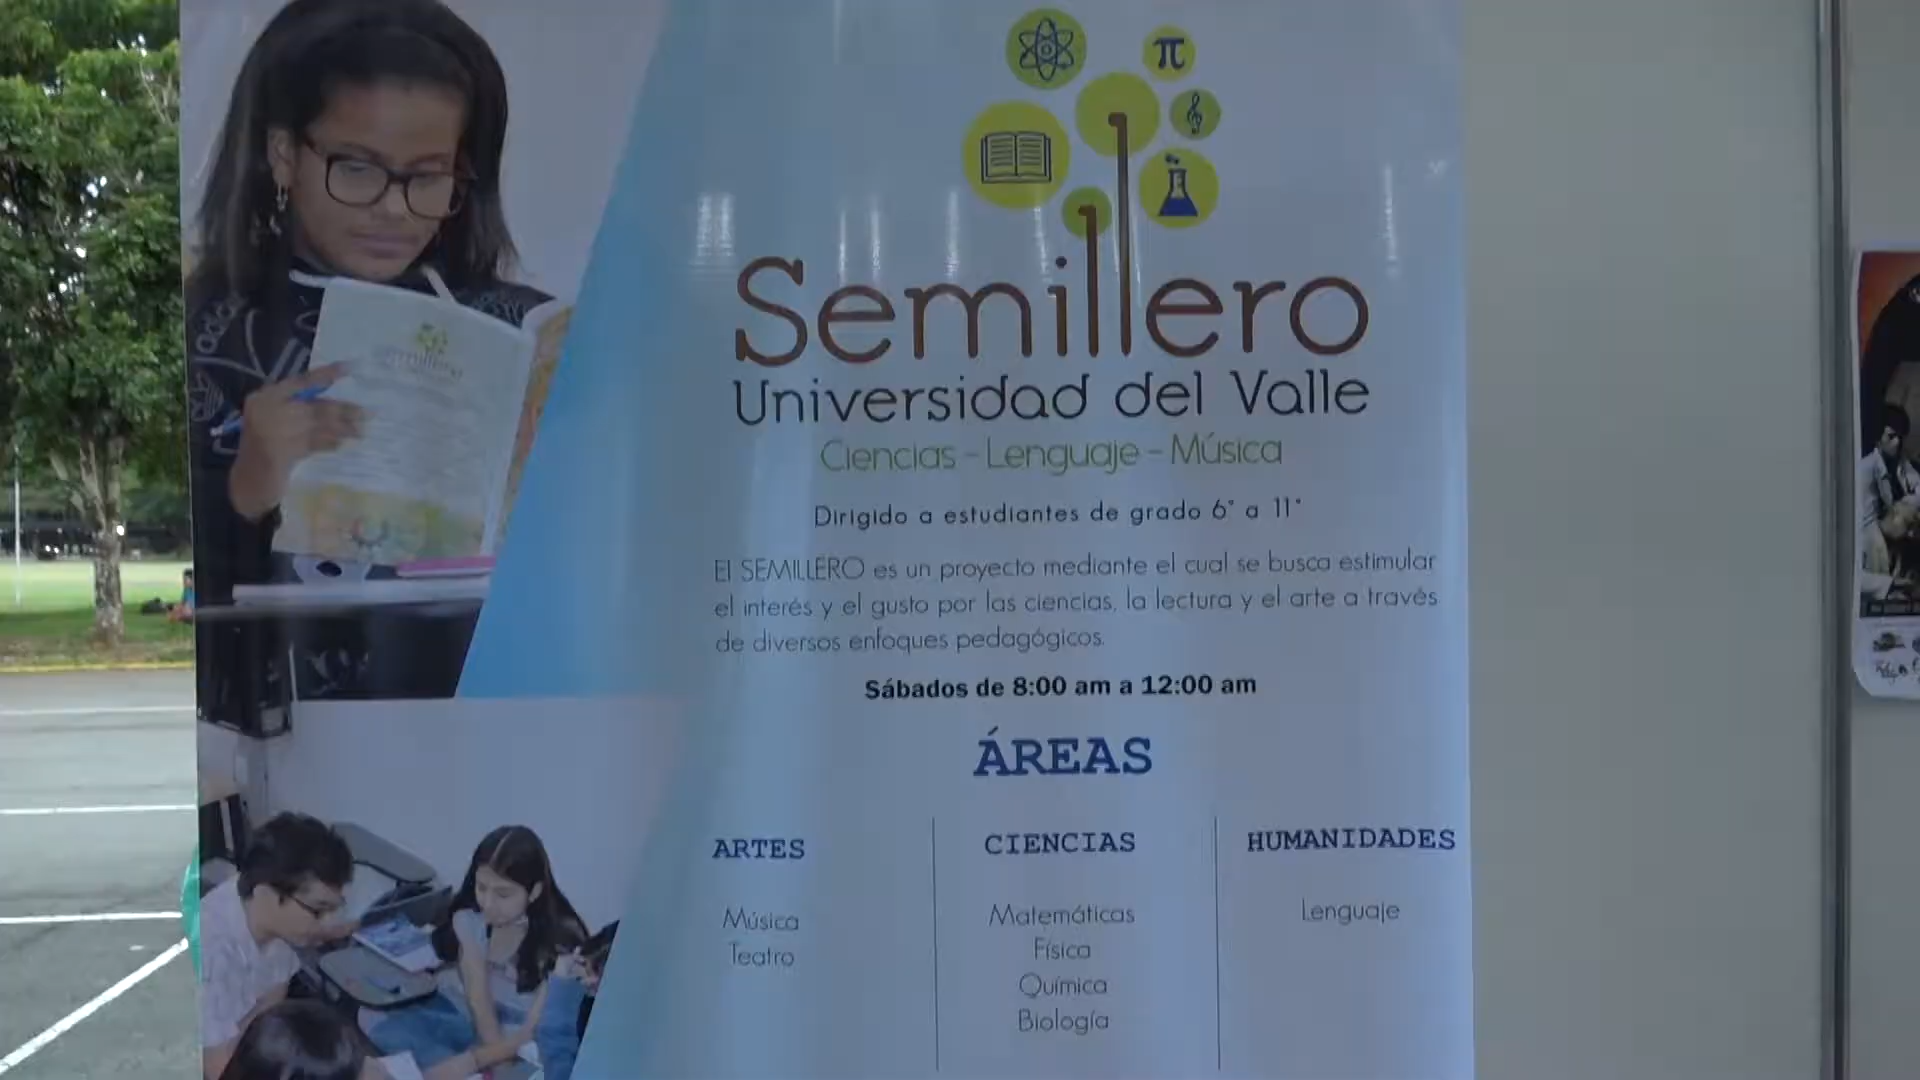 π
Semillero
Universidad del Valle
Ciencias - Lenguaje - Música
Dirigido a estudiantes de grado 6° a 11°
El SEMILLERO es un proyecto mediante el cual se busca estimular
el interés y el gusto por las ciencias, la lectura y el arte a través
de diversos enfoques pedagógicos.
Sábados de 8:00 am a 12:00 am
ÁREAS
ARTES
Música
Teatro
CIENCIAS
Matemáticas
Física
Química
Biología
HUMANIDADES
Lenguaje